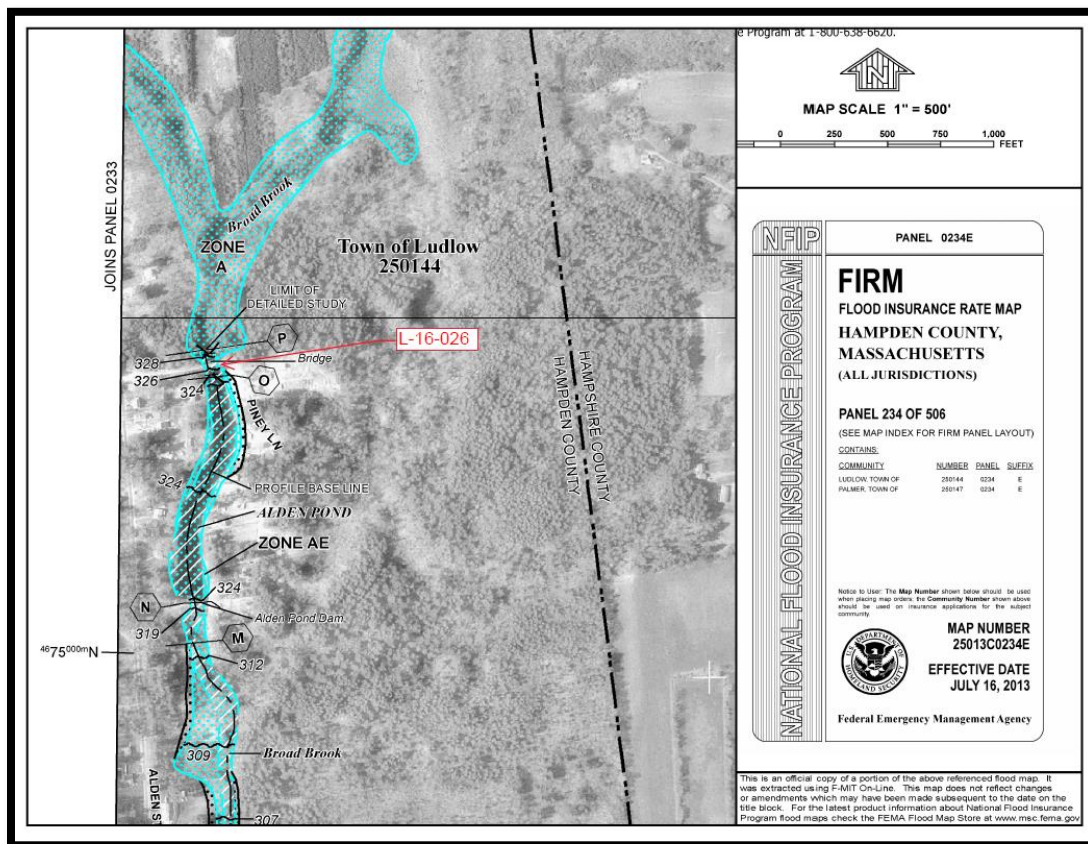 e Program at 1-800-638-6620.
MAP SCALE 1" = 500'
0 250 500 750 1,000
FEET
JOINS PANEL 0233
Broad Brook
ZONE
A
Town of Ludlow
250144
LIMIT OF
DETAILED STUDY
P
L-16-026
328
Bridge
326
O
324
PINEY LN
HAMPSHIRE COUNTY
HAMPDEN COUNTY
324
PROFILE BASE LINE
ALDEN POND
ZONE AE
324
N
Alden Pond Dam
319
M
4675000mN
312
309
Broad Brook
ALDEN S
307
NFIP
NATIONAL FLOOD INSURANCE PROGRAM
PANEL 0234E
FIRM
FLOOD INSURANCE RATE MAP
HAMPDEN COUNTY,
MASSACHUSETTS
(ALL JURISDICTIONS)
PANEL 234 OF 506
(SEE MAP INDEX FOR FIRM PANEL LAYOUT)
CONTAINS:
COMMUNITY NUMBER PANEL SUFFIX
LUDLOW, TOWN OF 250144 0234 E
PALMER, TOWN OF 250147 0234 E
Notice to User: The Map Number shown below should be used
when placing map orders: the Community Number shown above
should be used on insurance applications for the subject
community.
U.S. DEPARTMENT OF
HOMELAND SECURITY
MAP NUMBER
25013C0234E
EFFECTIVE DATE
JULY 16, 2013
Federal Emergency Management Agency
This is an official copy of a portion of the above referenced flood map. It
was extracted using F-MIT On-Line. This map does not reflect changes
or amendments which may have been made subsequent to the date on the
title block. For the latest product information about National Flood Insurance
Program flood maps check the FEMA Flood Map Store at www.msc.fema.gov